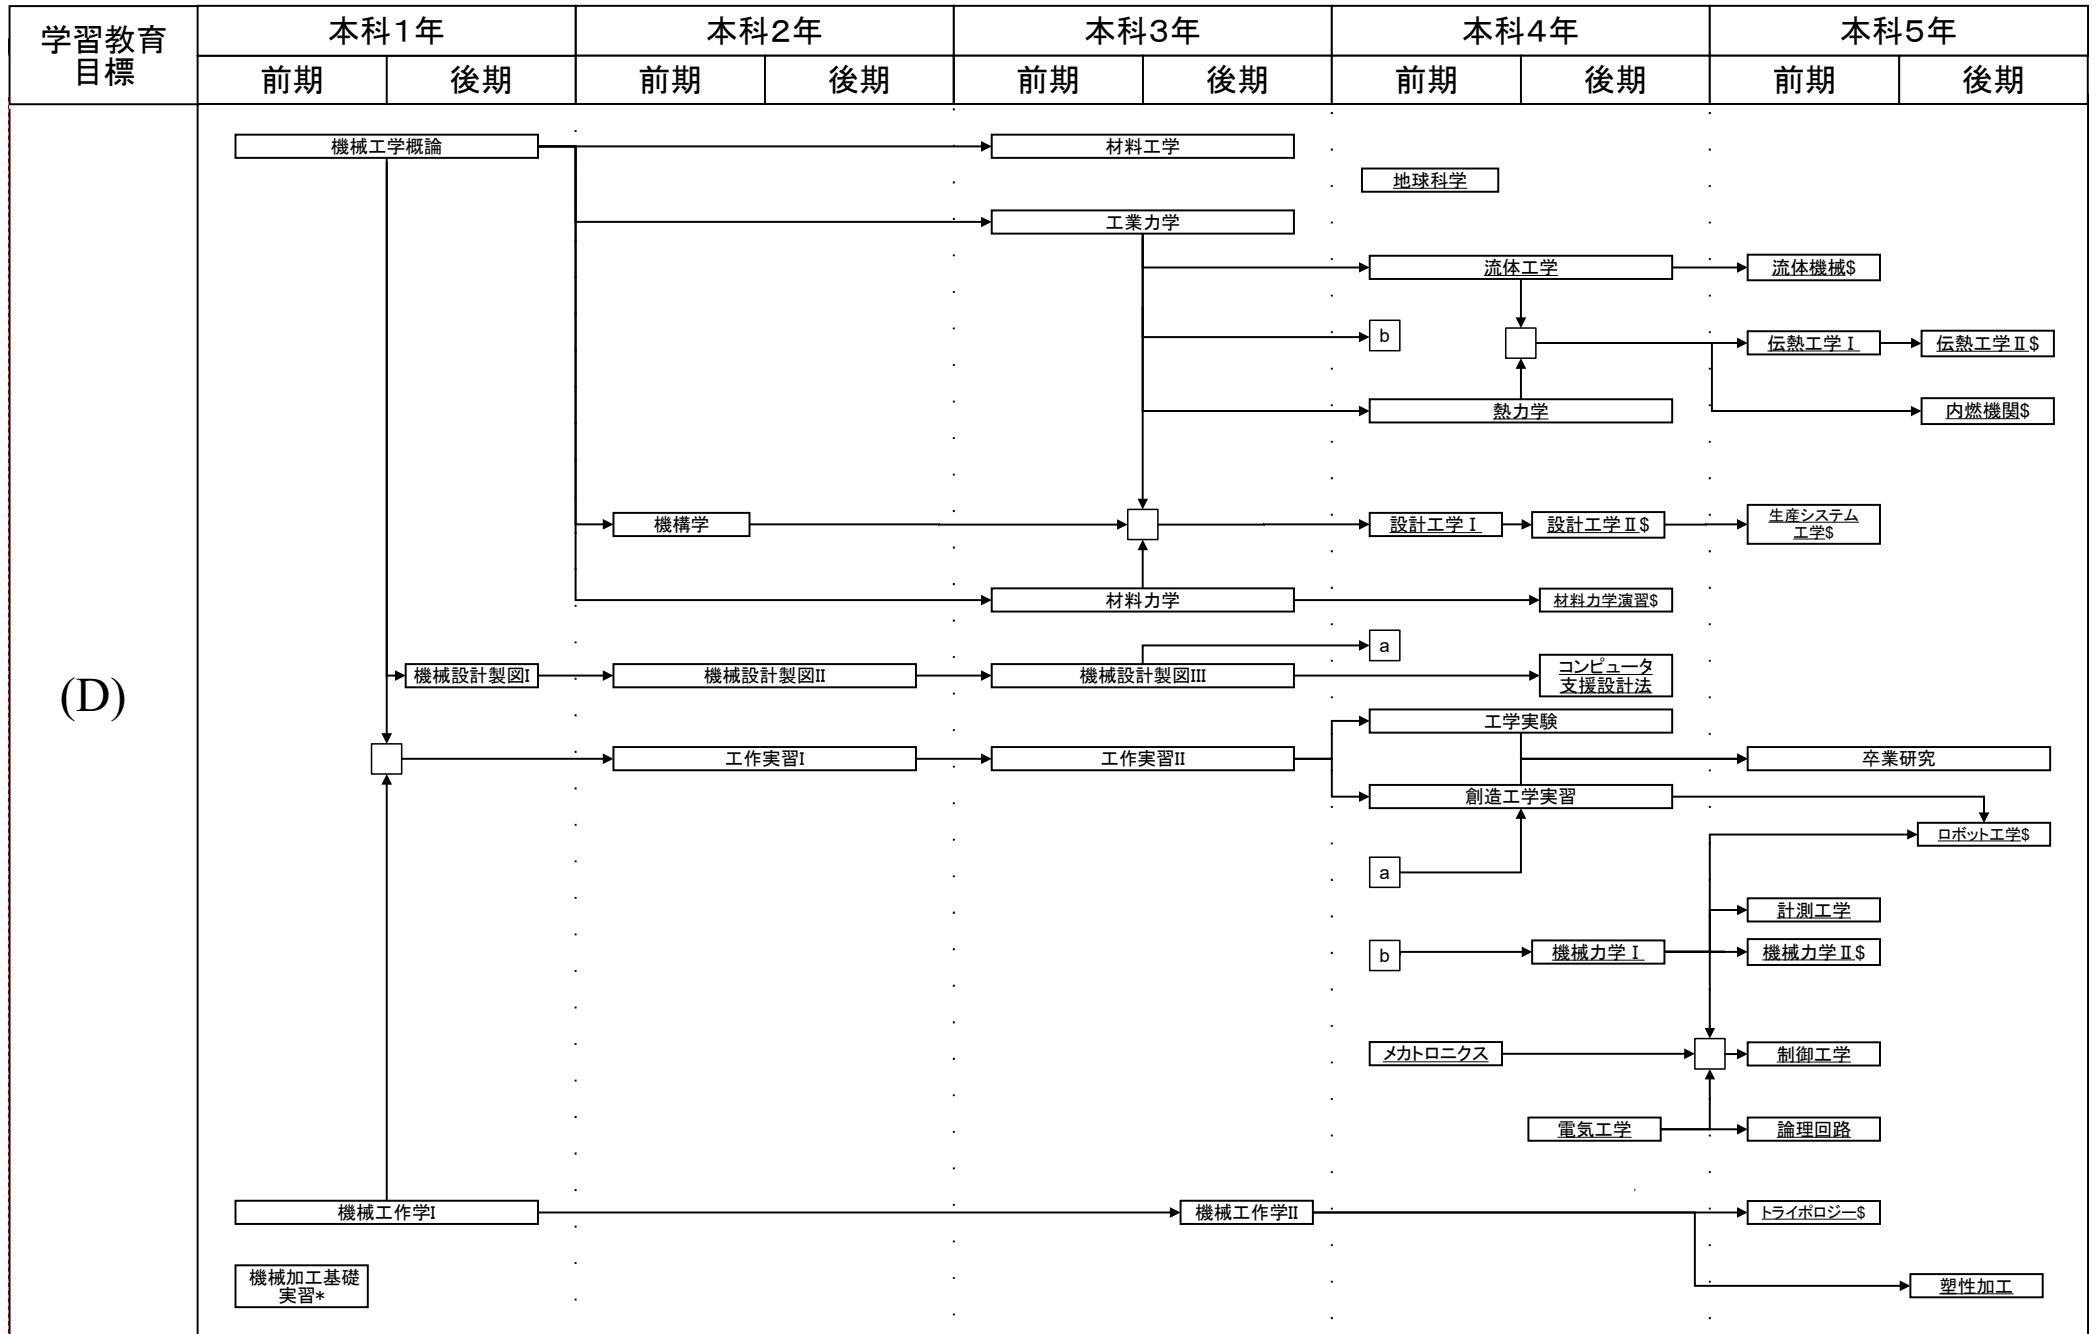 学習教育
目標
本科1年
本科2年
本科3年
本科4年
本科5年
前期
後期
前期
後期
前期
後期
前期
後期
前期
後期
(D)
機械工学概論
材料工学
地球科学
工業力学
流体工学
流体機械$
b
伝熱工学Ⅰ
伝熱工学Ⅱ$
熱力学
内燃機関$
機構学
設計工学Ⅰ
設計工学Ⅱ$
生産システム
工学$
材料力学
材料力学演習$
a
機械設計製図I
機械設計製図II
機械設計製図III
コンピュータ
支援設計法
工学実験
工作実習I
工作実習II
卒業研究
創造工学実習
ロボット工学$
a
計測工学
b
機械力学Ⅰ
機械力学Ⅱ$
メカトロニクス
制御工学
電気工学
論理回路
機械工作学I
機械工作学II
トライボロジー$
機械加工基礎
実習*
塑性加工